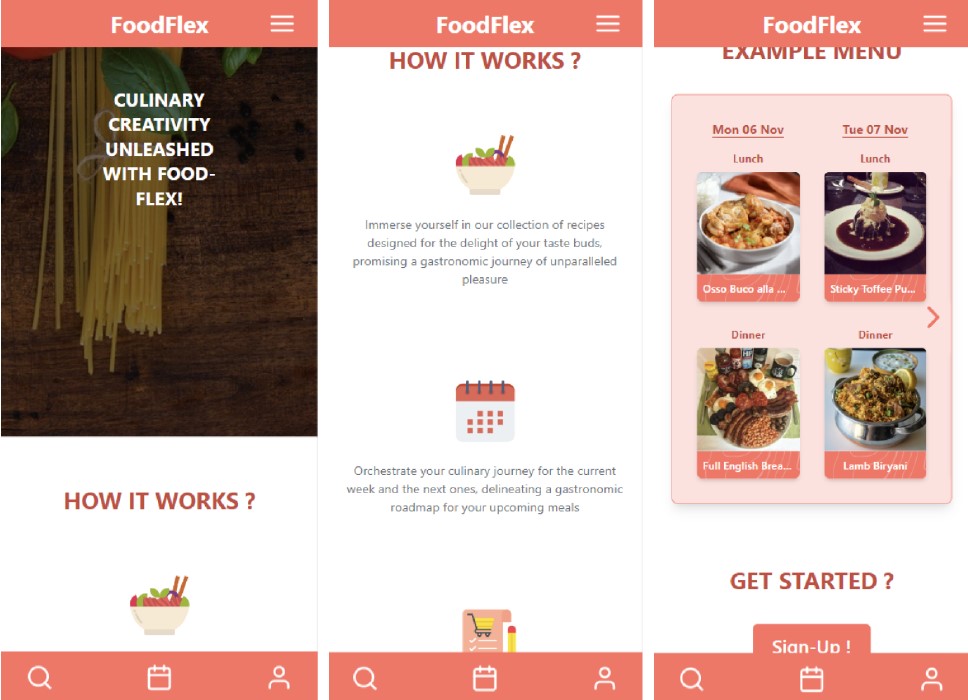 FoodFlex
CULINARY
CREATIVITY
UNLEASHED
WITH FOOD-
FLEX!
HOW IT WORKS ?
FoodFlex
HOW IT WORKS ?
Immerse yourself in our collection of recipes
designed for the delight of your taste buds,
promising a gastronomic journey of unparalleled
pleasure
Orchestrate your culinary journey for the current
week and the next ones, delineating a gastronomic
roadmap for your upcoming meals
FoodFlex
EXAMPLE MENU
Mon 06 Nov
Tue 07 Nov
Lunch
Lunch
Osso Buco alla ...
Sticky Toffee Pu...
Dinner
Dinner
Full English Brea...
Lamb Biryani
GET STARTED ?
Sign-Up !